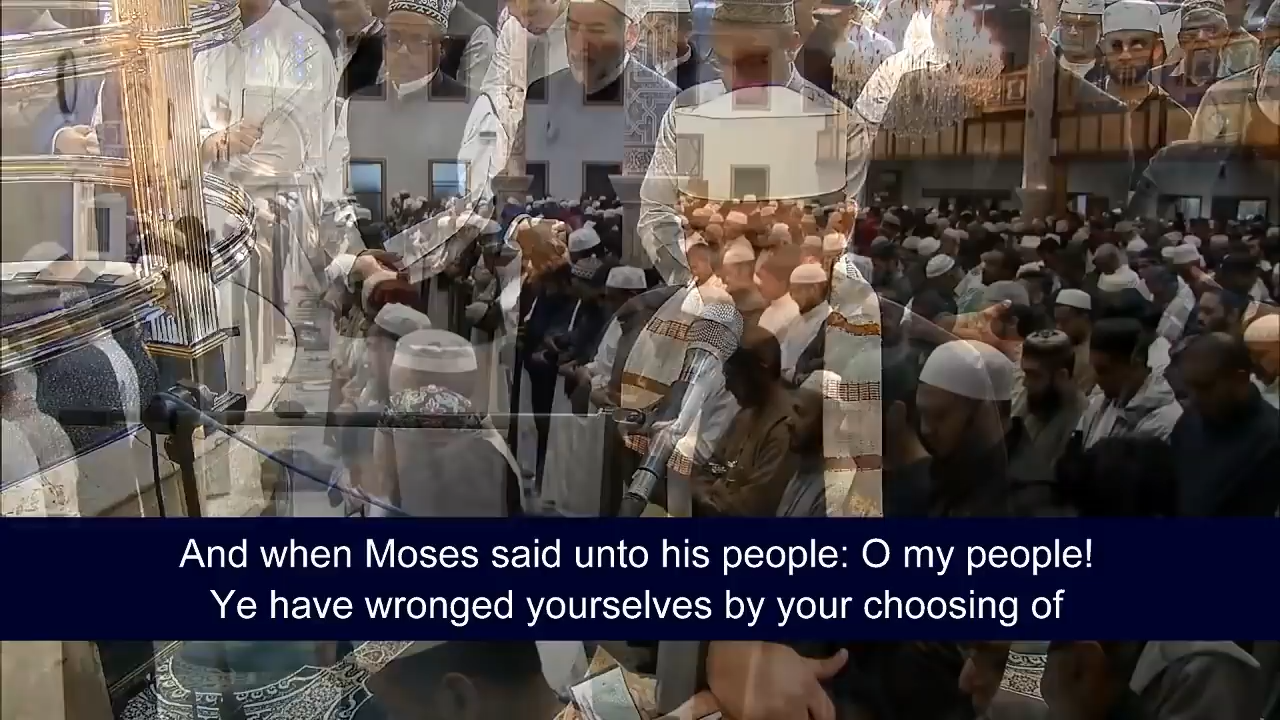 And when Moses said unto his people: O my people!
Ye have wronged yourselves by your choosing of